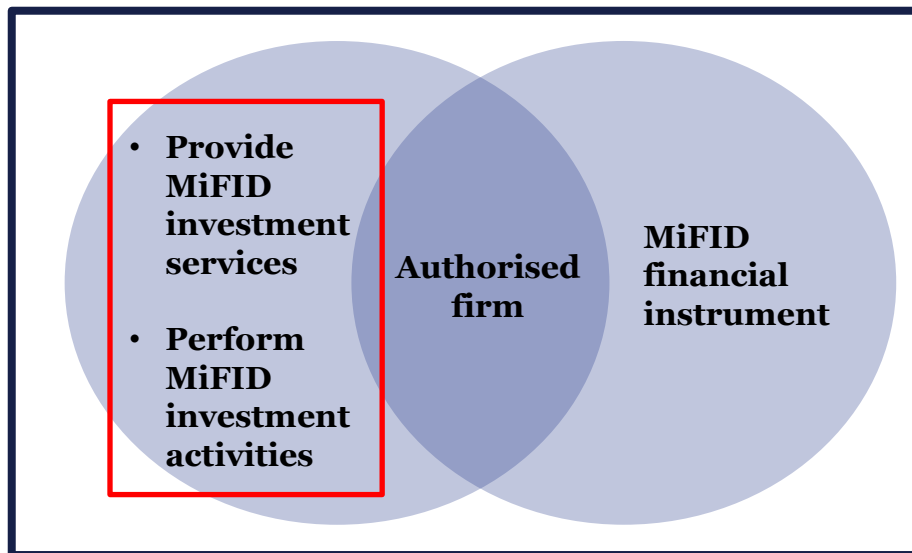 • Provide
MiFID
investment
services
• Perform
MiFID
investment
activities
Authorised
firm
MiFID
financial
instrument